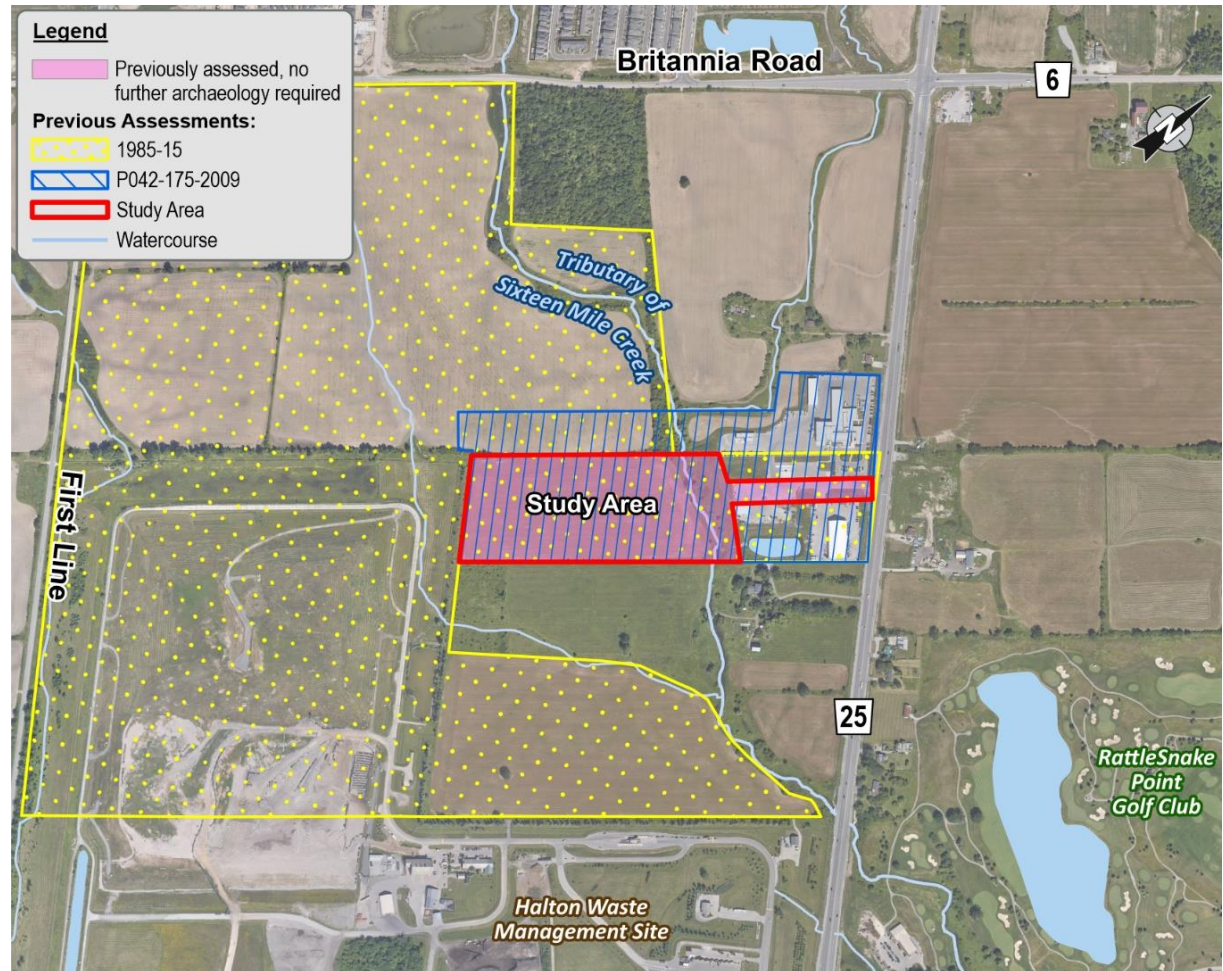 Legend
Previously assessed, no
further archaeology required
Previous Assessments:
1985-15
P042-175-2009
Study Area
Watercourse
Britannia Road
6
N
Tributary of
Sixteen Mile Creek
First Line
Study Area
25
RattleSnake
Point
Golf Club
Halton Waste
Management Site